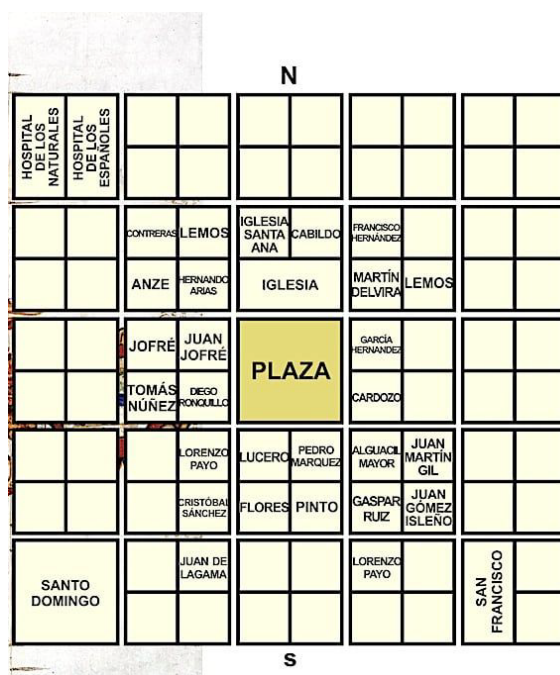 N
HOSPITAL
DE LOS
NATURALES
HOSPITAL
DE LOS
ESPAÑOLES
CONTRERAS
LEMOS
IGLESIA
SANTA
ANA
CABILDO
FRANCISCO
HERNÁNDEZ
ANZE
HERNANDO
ARIAS
IGLESIA
MARTÍN
DELVIRA
LEMOS
JOFRÉ
JUAN
JOFRÉ
PLAZA
GARCÍA
HERNANDEZ
TOMÁS
NÚÑEZ
DIEGO
RONQUILLO
CARDOZO
LORENZO
PAYO
LUCERO
PEDRO
MARQUEZ
ALGUACIL
MAYOR
JUAN
MARTÍN
GIL
CRISTÓBAL
SÁNCHEZ
FLORES
PINTO
GASPAR
RUIZ
JUAN
GÓMEZ
ISLEÑO
SANTO
DOMINGO
JUAN DE
LAGAMA
LORENZO
PAYO
SAN
FRANCISCO
S